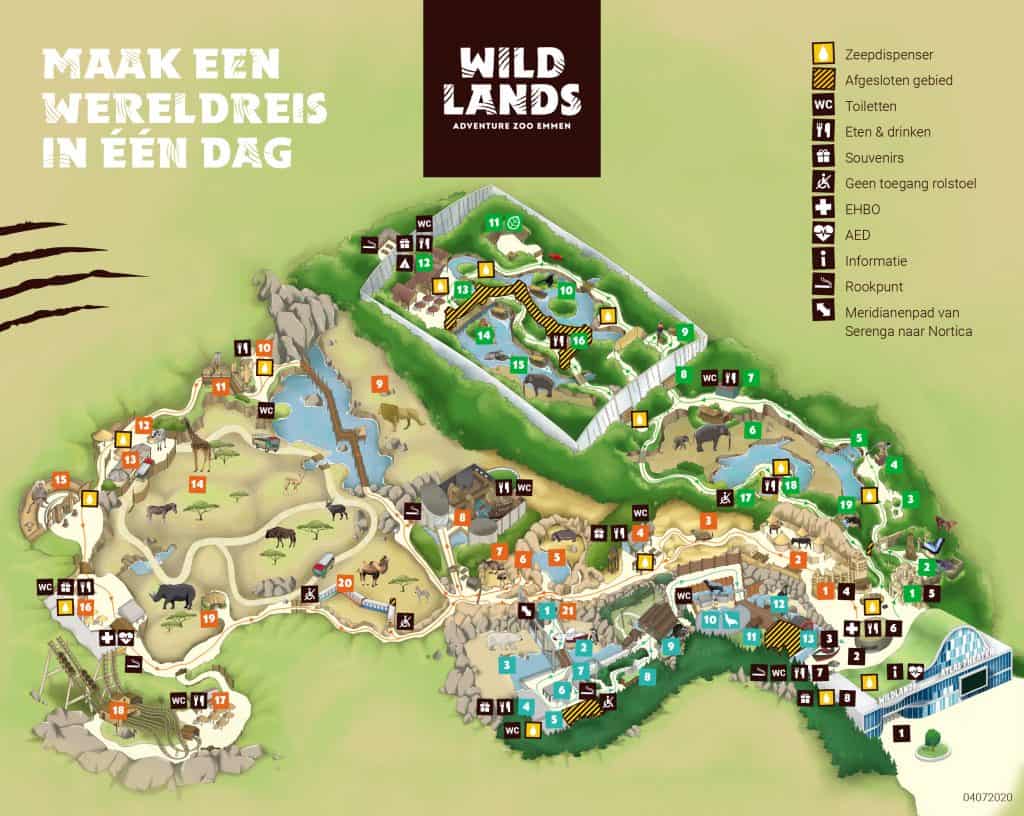 MAAK EEN
WERELDREIS
IN ÉÉN DAG
WILD
LANDS
ADVENTURE ZOO EMMEN
Zeepdispenser
Afgesloten gebied
WC Toiletten
Eten & drinken
Souvenirs
Geen toegang rolstoel
EHBO
AED
i Informatie
Rookpunt
Meridianenpad van
Serenga naar Nortica
WC 11
12
13 10
14 16 9
15
8 WC 7
10
11 9
WC
12
13
14
15
6 5
4
3
17 18 19
WC
8
WC
4 3
7 6 5
2
2
1 4
1 5
20
19
1 21
WC
10 12
11 13
3 6
2
WC
16
3 2
7
9
8
6
4 5
WC
WC 7
8
i 1
WC 17
18
WILDLANDS
ATLAS THEATER
1
04072020